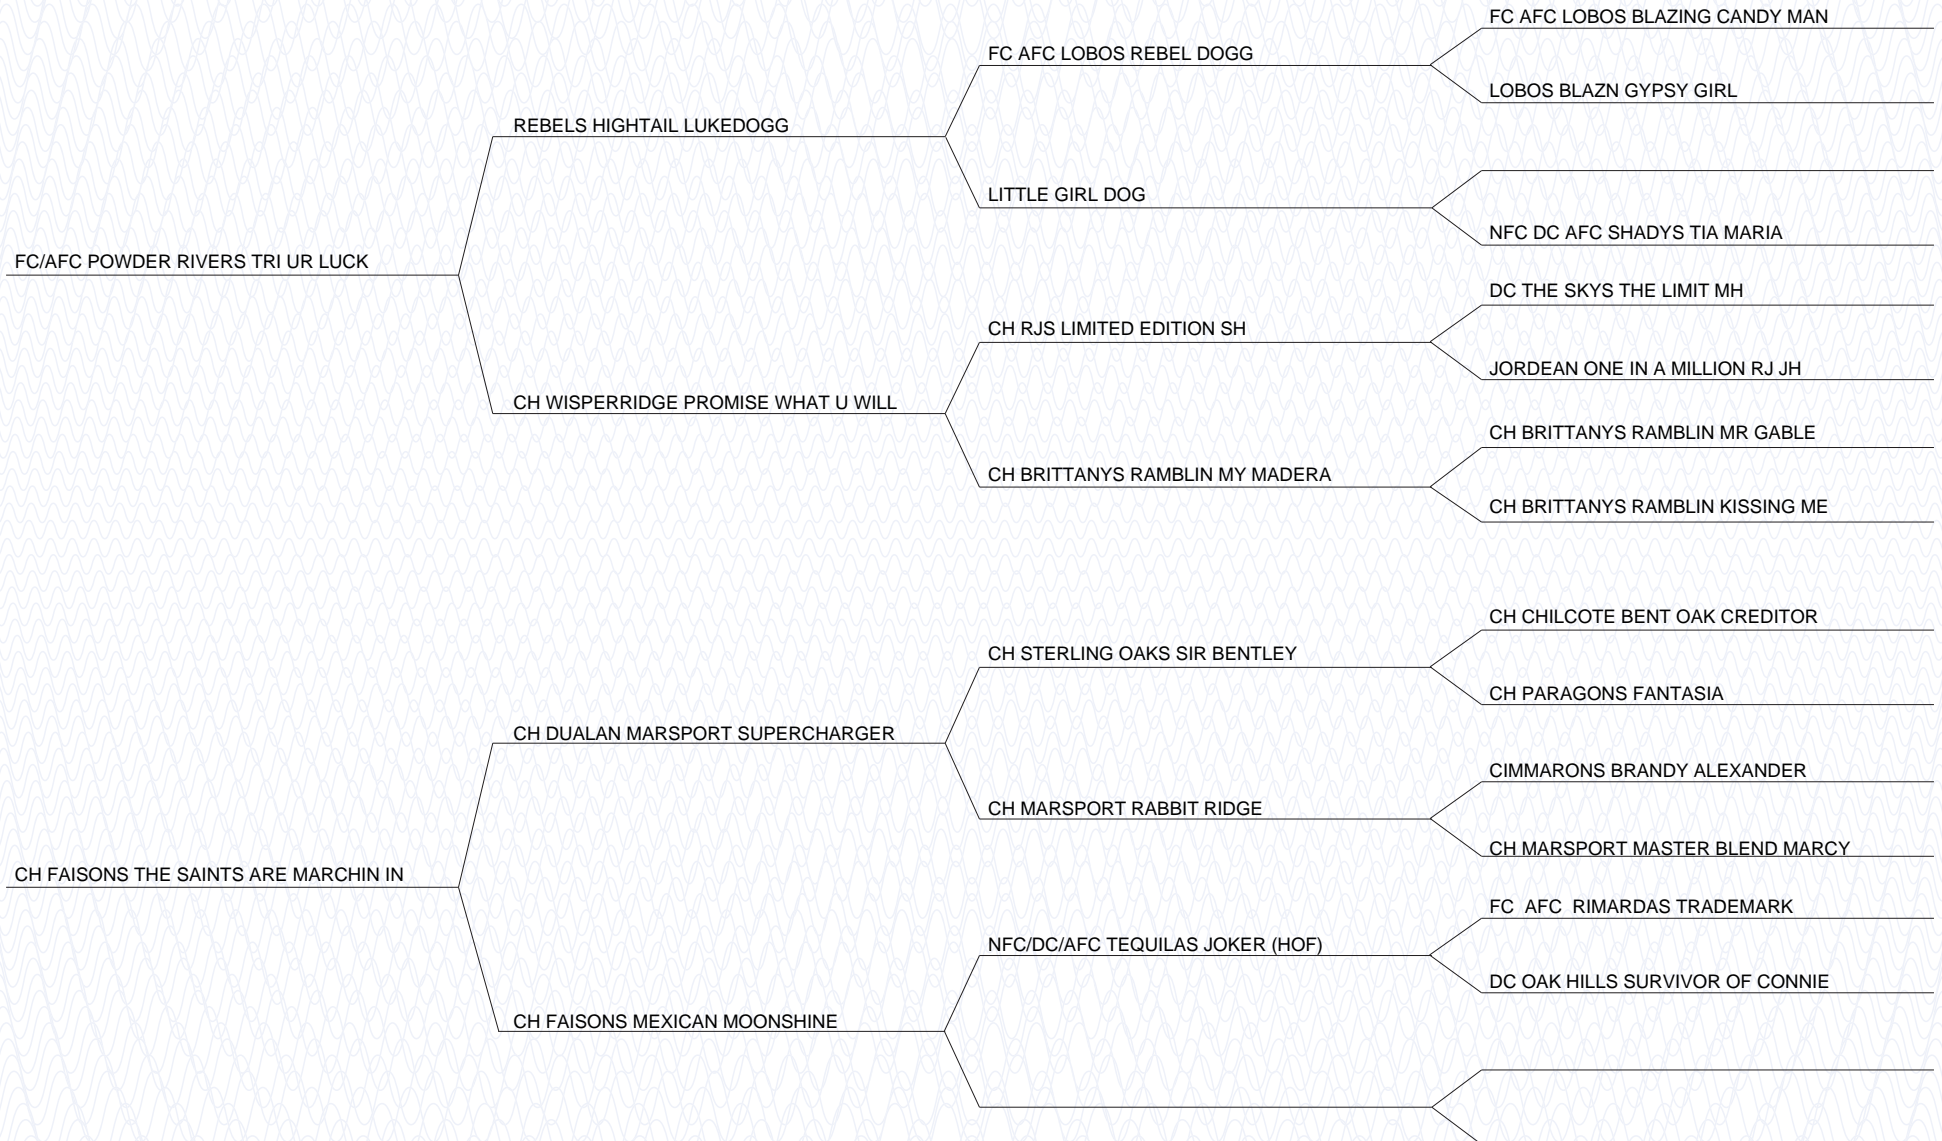 FC AFC LOBOS BLAZING CANDY MAN
FC AFC LOBOS REBEL DOGG
LOBOS BLAZN GYPSY GIRL
REBELS HIGHTAIL LUKEDOGG
LITTLE GIRL DOG
NFC DC AFC SHADYS TIA MARIA
FC/AFC POWDER RIVERS TRI UR LUCK
DC THE SKYS THE LIMIT MH
CH RJS LIMITED EDITION SH
JORDEAN ONE IN A MILLION RJ JH
CH WISPERRIDGE PROMISE WHAT U WILL
CH BRITTANYS RAMBLIN MR GABLE
CH BRITTANYS RAMBLIN MY MADERA
CH BRITTANYS RAMBLIN KISSING ME
CH CHILCOTE BENT OAK CREDITOR
CH STERLING OAKS SIR BENTLEY
CH PARAGONS FANTASIA
CH DUALAN MARSPORT SUPERCHARGER
CIMMARONS BRANDY ALEXANDER
CH MARSPORT RABBIT RIDGE
CH MARSPORT MASTER BLEND MARCY
CH FAISONS THE SAINTS ARE MARCHIN IN
FC  AFC  RIMARDAS TRADEMARK
NFC/DC/AFC TEQUILAS JOKER (HOF)
DC OAK HILLS SURVIVOR OF CONNIE
CH FAISONS MEXICAN MOONSHINE